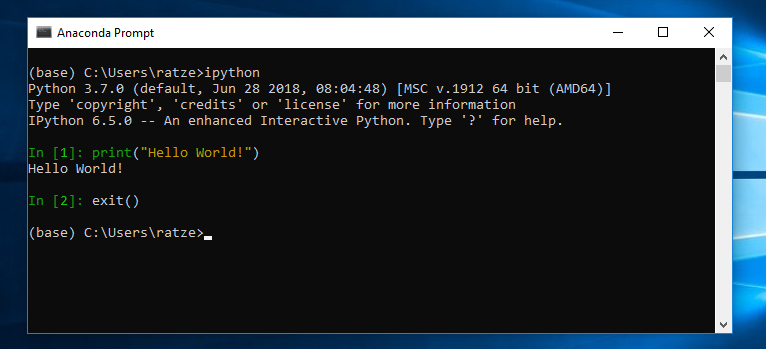 Anaconda Prompt
(base) C:\Users\ratze>ipython
Python 3.7.0 (default, Jun 28 2018, 08:04:48) [MSC v.1912 64 bit (AMD64)]
Type 'copyright', 'credits' or 'license' for more information
IPython 6.5.0 -- An enhanced Interactive Python. Type '?' for help.
In [1]: print("Hello World!")
Hello World!
In [2]: exit()
(base) C:\Users\ratze>